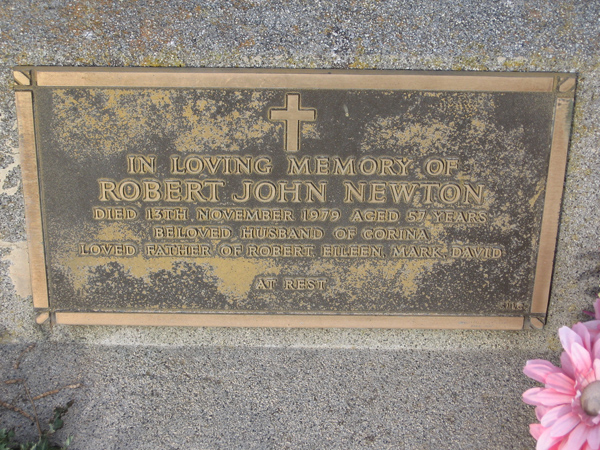 IN LOVING MEMORY OF
ROBERT JOHN NEWTON
DIED 13TH NOVEMBER 1979 AGED 57 YEARS
BELOVED HUSBAND OF CORINA
LOVED FATHER OF ROBERT, EILEEN, MARK, DAVID
AT REST